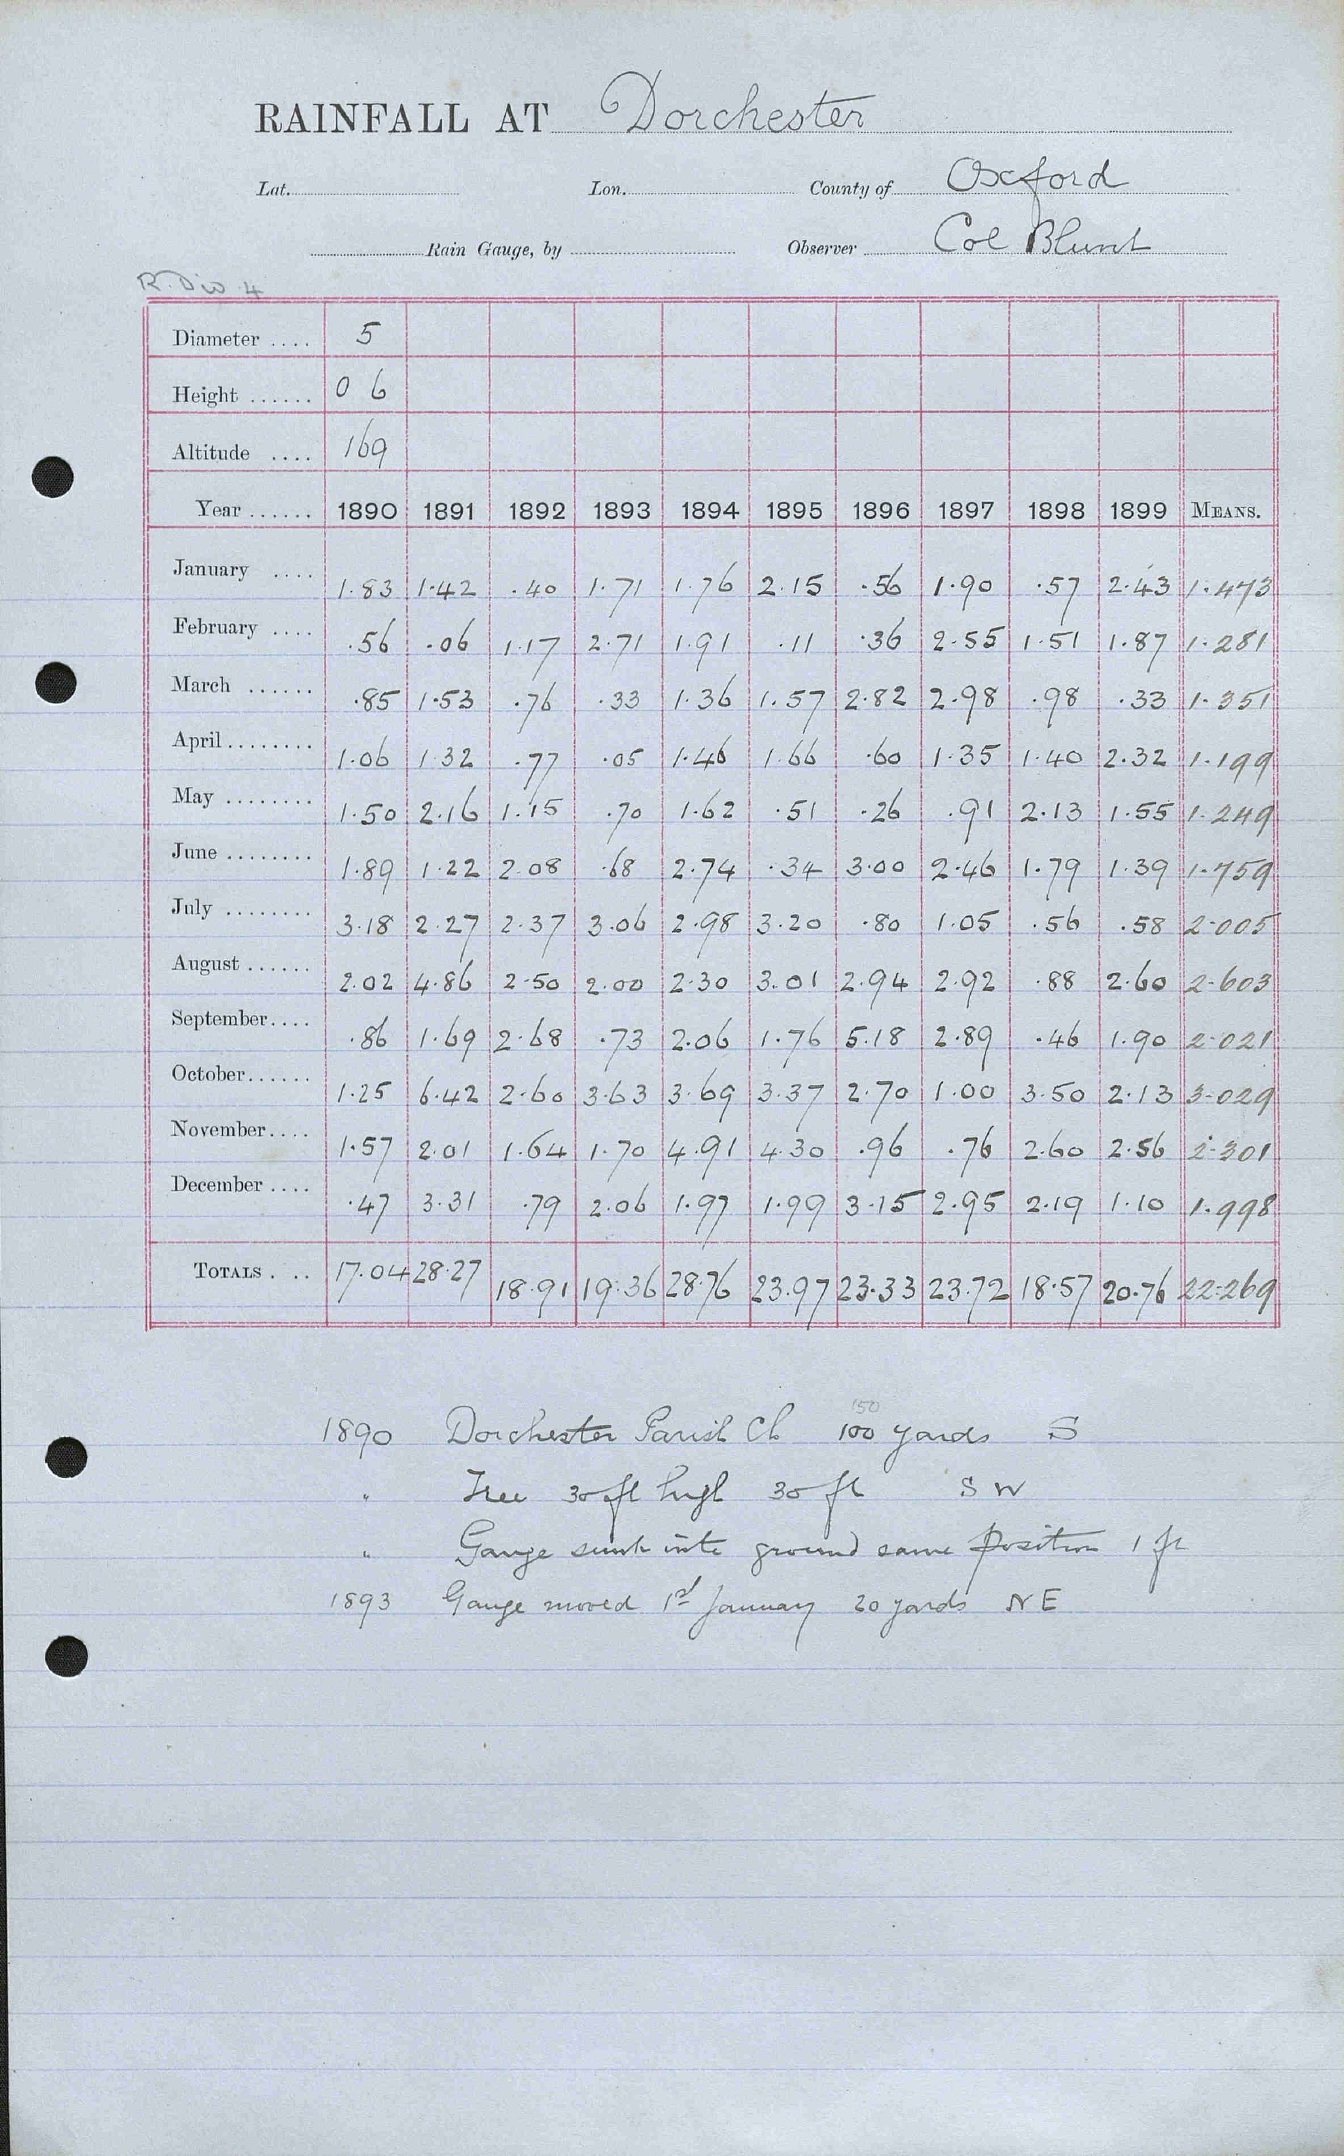 RAINFALL AT Dorchester
Lat. Lon. County of Oxford
Rain Gauge, by Observer Col Blunt
R. Div 4
Diameter .... 5
Height ...... 0 6
Altitude .... 169
Year ...... 1890 1891 1892 1893 1894 1895 1896 1897 1898 1899 MEANS.
January .... 1.83 1.42 .40 1.71 1.76 2.15 .56 1.90 .57 2.43 1.473
February .... .56 .06 1.17 2.71 1.91 .11 .36 2.55 1.51 1.87 1.281
March ...... .85 1.53 .76 .33 1.36 1.57 2.82 2.98 .98 .33 1.351
April ........ 1.06 1.32 .77 .05 1.46 1.66 .60 1.35 1.40 2.32 1.199
May ........ 1.50 2.16 1.15 .70 1.62 .51 .26 .91 2.13 1.55 1.249
June ........ 1.89 1.22 2.08 .68 2.74 .34 3.00 2.46 1.79 1.39 1.759
July ........ 3.18 2.27 2.37 3.06 2.98 3.20 .80 1.05 .56 .58 2.005
August ...... 2.02 4.86 2.50 2.00 2.30 3.01 2.94 2.92 .88 2.60 2.603
September.... .86 1.69 2.68 .73 2.06 1.76 5.18 2.89 .46 1.90 2.021
October...... 1.25 6.42 2.60 3.63 3.69 3.37 2.70 1.00 3.50 2.13 3.029
November.... 1.57 2.01 1.64 1.70 4.91 4.30 .96 .76 2.60 2.56 2.301
December .... .47 3.31 .79 2.06 1.97 1.99 3.15 2.95 2.19 1.10 1.998
TOTALS . .. 17.04 28.27 18.91 19.36 28.76 23.97 23.33 23.72 18.57 20.76 22.269
150
1890 Dorchester Parish Ch 100 yards S
" Tree 30 ft high 30 ft S W
" Gauge sunk into ground same position 1 ft
1893 Gauge moved 1st January 20 yards N E